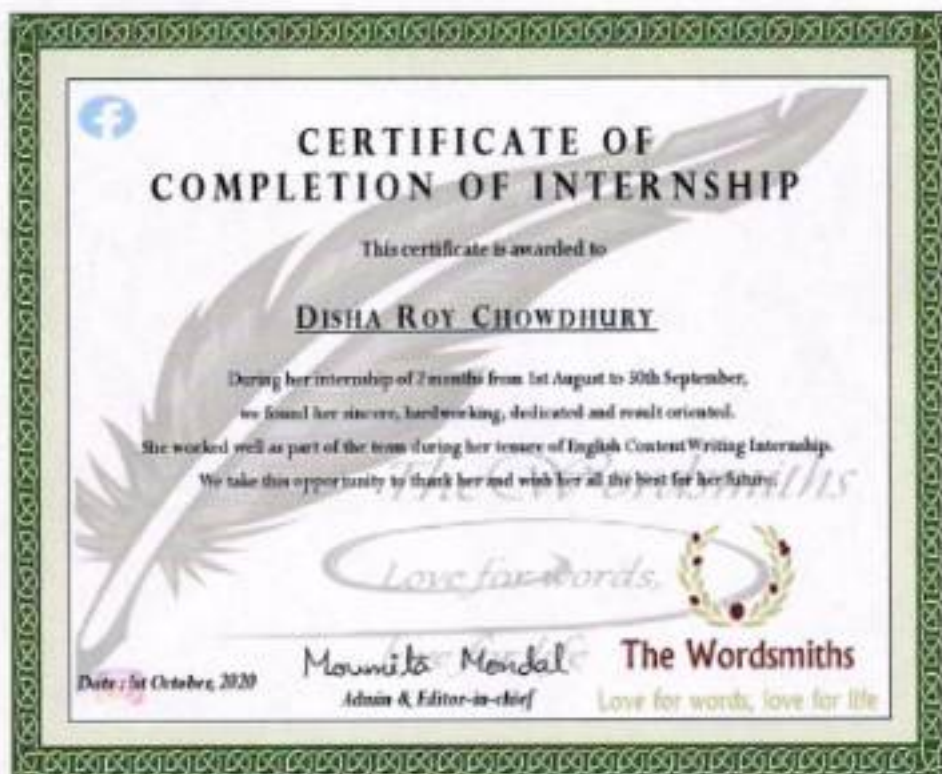 CERTIFICATE OF
COMPLETION OF INTERNSHIP
This certificate is awarded to
DISHA ROY CHOWDHURY
During her internship of 2 months from 1st August to 30th September,
we found her sincere, hardworking, dedicated and result oriented.
She worked well as part of the team during her tenure of English Content Writing Internship.
We take this opportunity to thank her and wish her all the best for her future.
The Wordsmiths
Love for words,
love for life
Date : 1st October, 2020
Moumita Mondal
Admin & Editor-in-chief
The Wordsmiths
Love for words, love for life